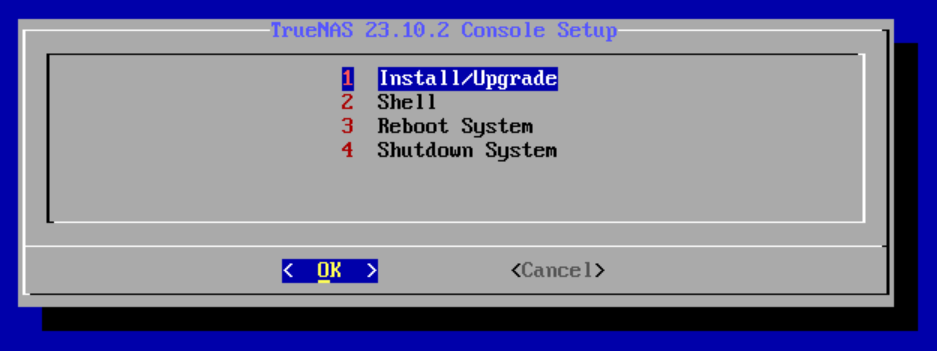 TrueNAS 23.10.2 Console Setup
1 Install/Upgrade
2 Shell
3 Reboot System
4 Shutdown System
< OK > <Cancel>